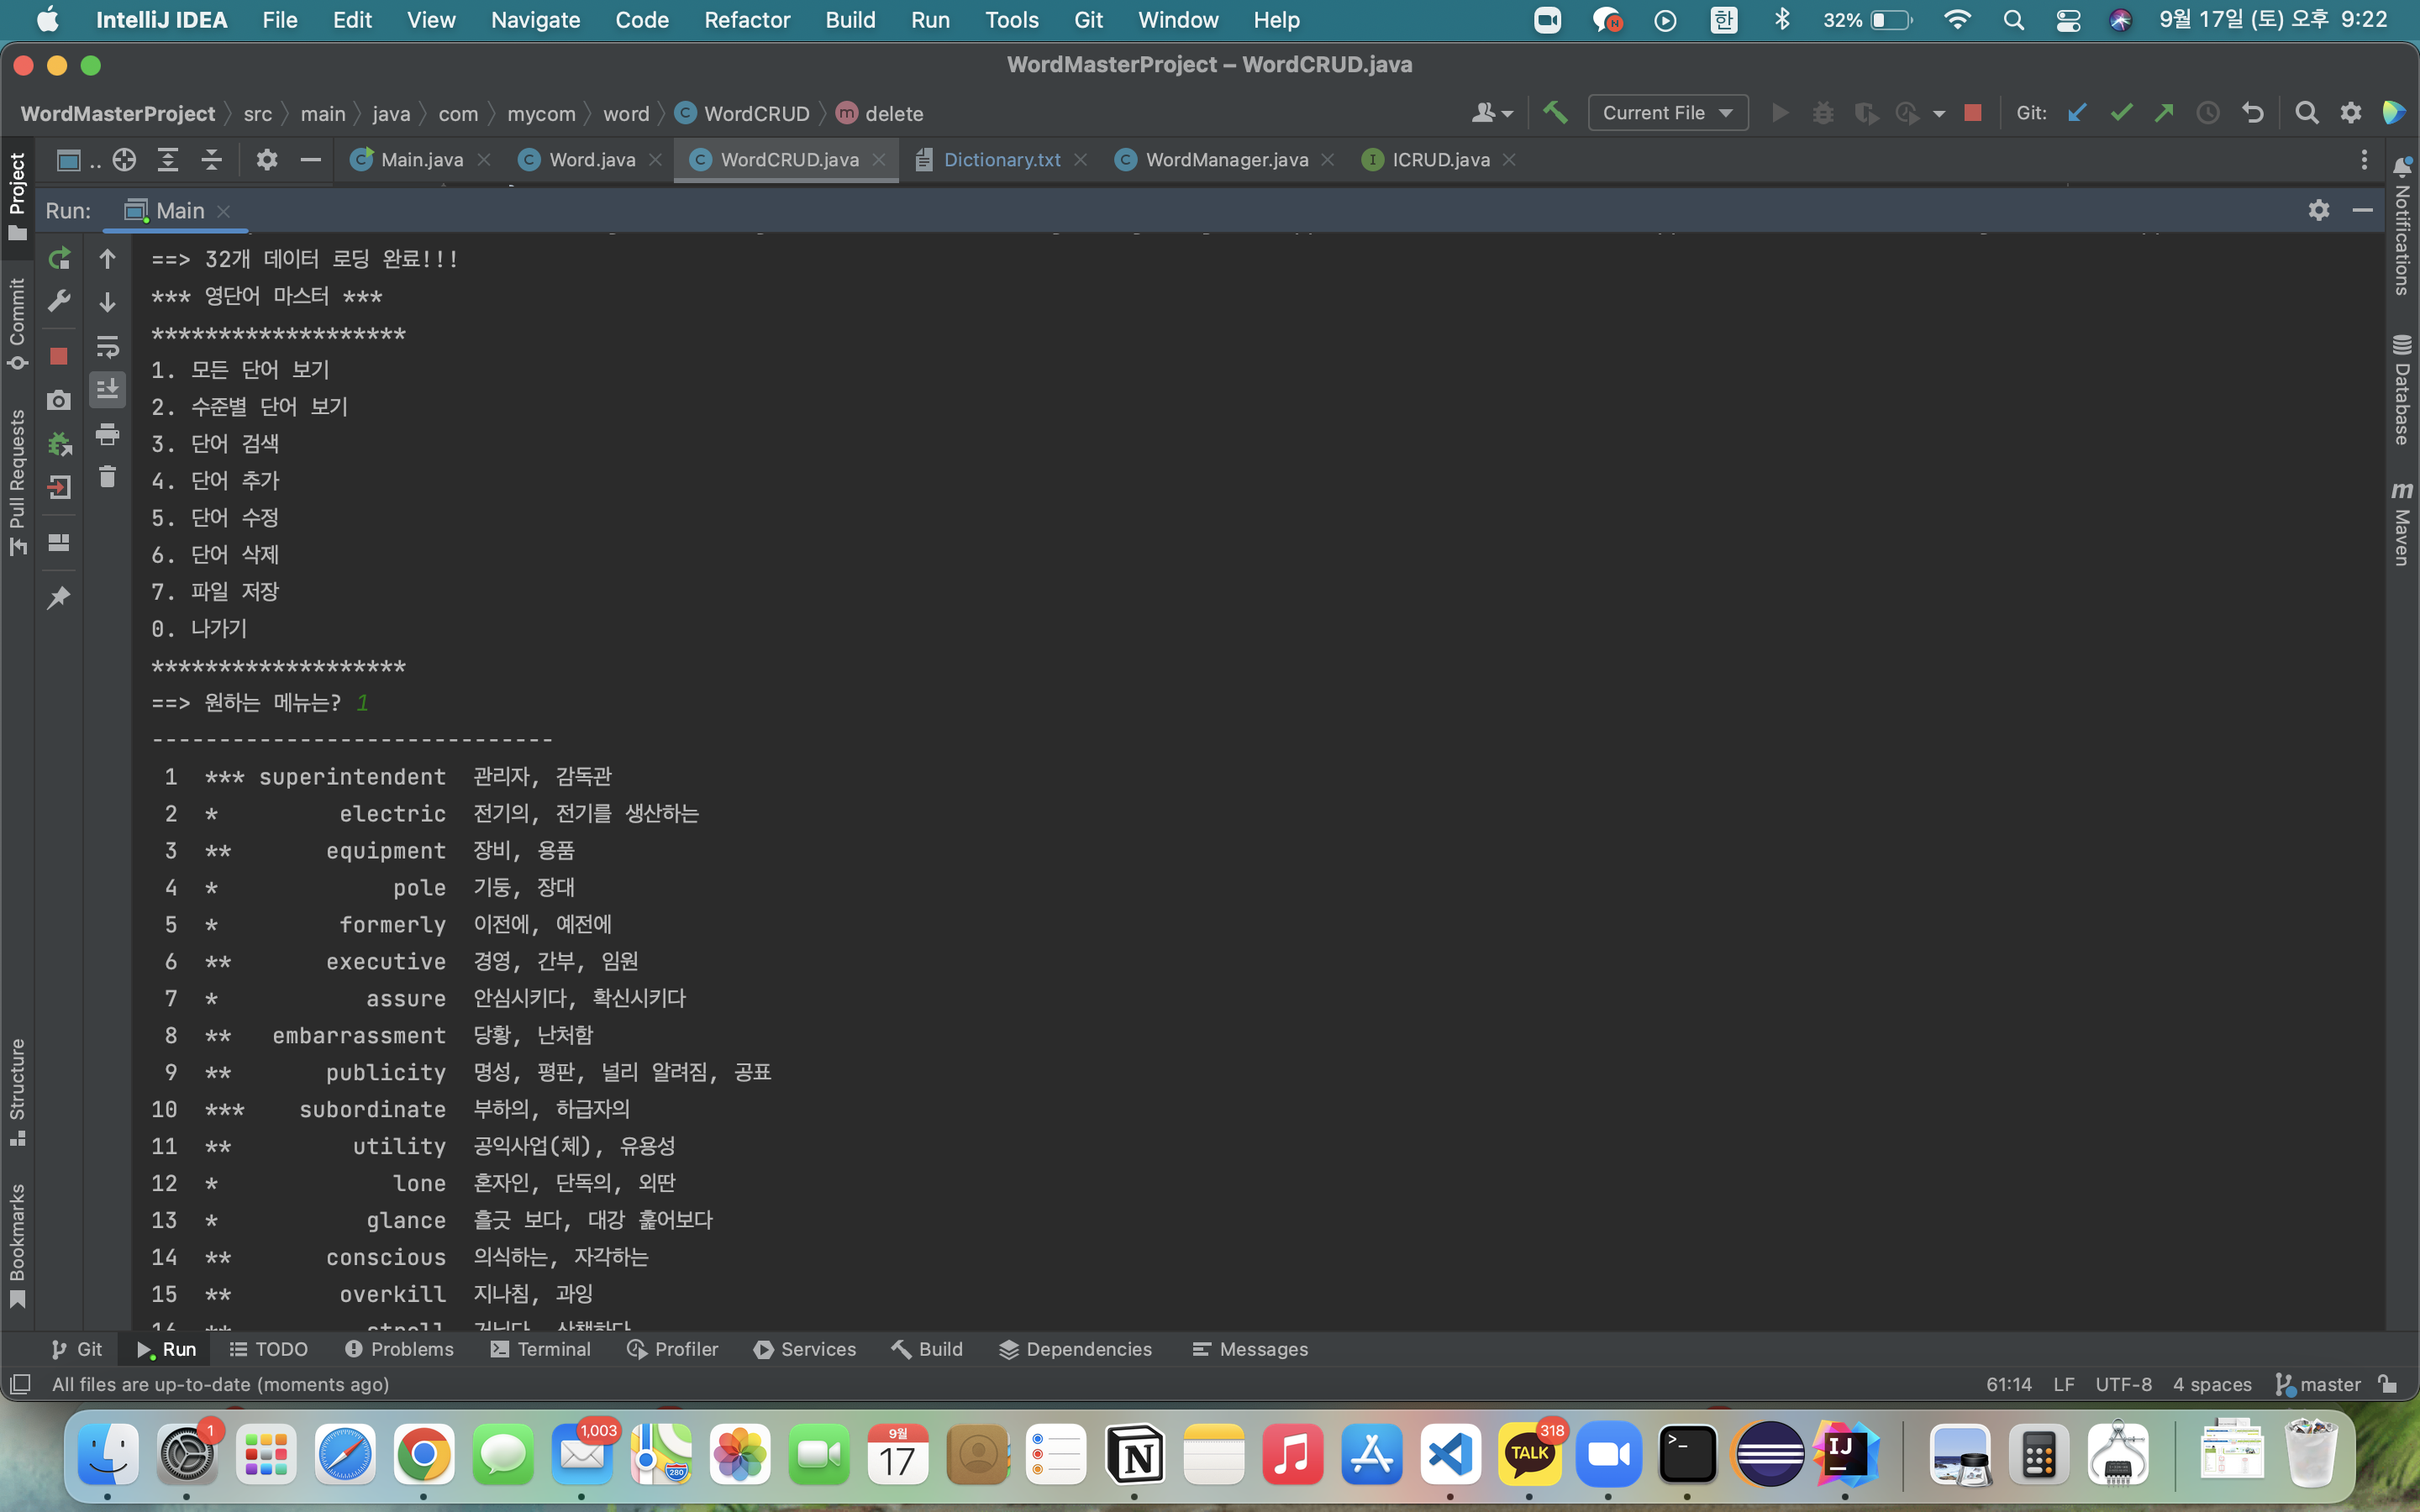 IntelliJ IDEA File Edit View Navigate Code Refactor Build Run Tools Git Window Help 한 32% 9월 17일 (토) 오후 9:22
WordMasterProject – WordCRUD.java
WordMasterProject src main java com mycom word WordCRUD delete Current File Git:
Main.java Word.java WordCRUD.java Dictionary.txt WordManager.java ICRUD.java
Run: Main
==> 32개 데이터 로딩 완료!!!
*** 영단어 마스터 ***
*******************
1. 모든 단어 보기
2. 수준별 단어 보기
3. 단어 검색
4. 단어 추가
5. 단어 수정
6. 단어 삭제
7. 파일 저장
0. 나가기
*******************
==> 원하는 메뉴는? 1
------------------------------
1 *** superintendent 관리자, 감독관
2 * electric 전기의, 전기를 생산하는
3 ** equipment 장비, 용품
4 * pole 기둥, 장대
5 * formerly 이전에, 예전에
6 ** executive 경영, 간부, 임원
7 * assure 안심시키다, 확신시키다
8 ** embarrassment 당황, 난처함
9 ** publicity 명성, 평판, 널리 알려짐, 공표
10 *** subordinate 부하의, 하급자의
11 ** utility 공익사업(체), 유용성
12 * lone 혼자인, 단독의, 외딴
13 * glance 흘긋 보다, 대강 훑어보다
14 ** conscious 의식하는, 자각하는
15 ** overkill 지나침, 과잉
16 ** stroll 거닐다, 산책하다
Project
Commit
Pull Requests
Structure
Bookmarks
Notifications
Database
m Maven
Git Run TODO Problems Terminal Profiler Services Build Dependencies Messages
All files are up-to-date (moments ago) 61:14 LF UTF-8 4 spaces master
1 1,003 280 9월 17 N TALK 318 >_ IJ